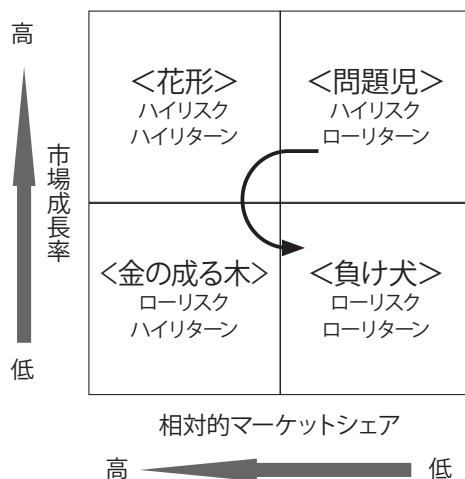 高
市場成長率
低
<花形>
ハイリスク
ハイリターン
<問題児>
ハイリスク
ローリターン
<金の成る木>
ローリスク
ハイリターン
<負け犬>
ローリスク
ローリターン
相対的マーケットシェア
高
低